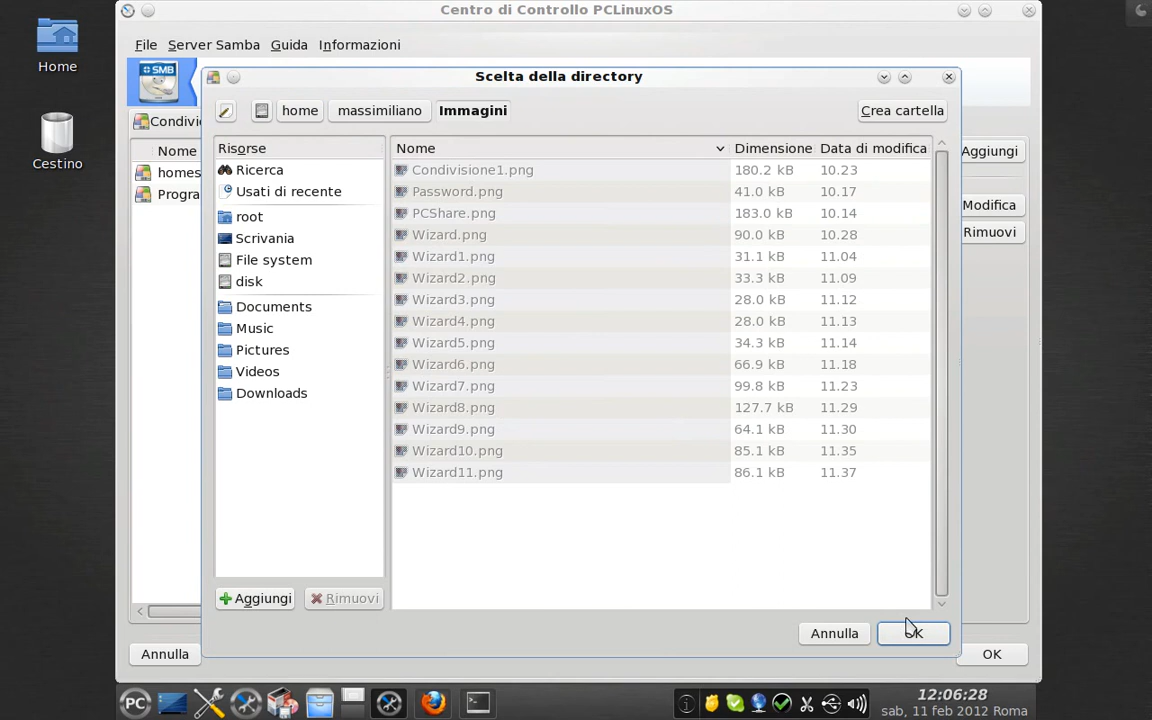 Centro di Controllo PCLinuxOS
Home
Cestino
File Server Samba Guida Informazioni
SMB
Scelta della directory
Condivi
Nome
homes
Progra
home massimiliano Immagini Crea cartella
Risorse
Ricerca
Usati di recente
root
Scrivania
File system
disk
Documents
Music
Pictures
Videos
Downloads
Aggiungi Rimuovi
Nome Dimensione Data di modifica
Condivisione1.png 180.2 kB 10.23
Password.png 41.0 kB 10.17
PCShare.png 183.0 kB 10.14
Wizard.png 90.0 kB 10.28
Wizard1.png 31.1 kB 11.04
Wizard2.png 33.3 kB 11.09
Wizard3.png 28.0 kB 11.12
Wizard4.png 28.0 kB 11.13
Wizard5.png 34.3 kB 11.14
Wizard6.png 66.9 kB 11.18
Wizard7.png 99.8 kB 11.23
Wizard8.png 127.7 kB 11.29
Wizard9.png 64.1 kB 11.30
Wizard10.png 85.1 kB 11.35
Wizard11.png 86.1 kB 11.37
Annulla OK
Aggiungi
Modifica
Rimuovi
Annulla OK
PC
12:06:28
sab, 11 feb 2012 Roma